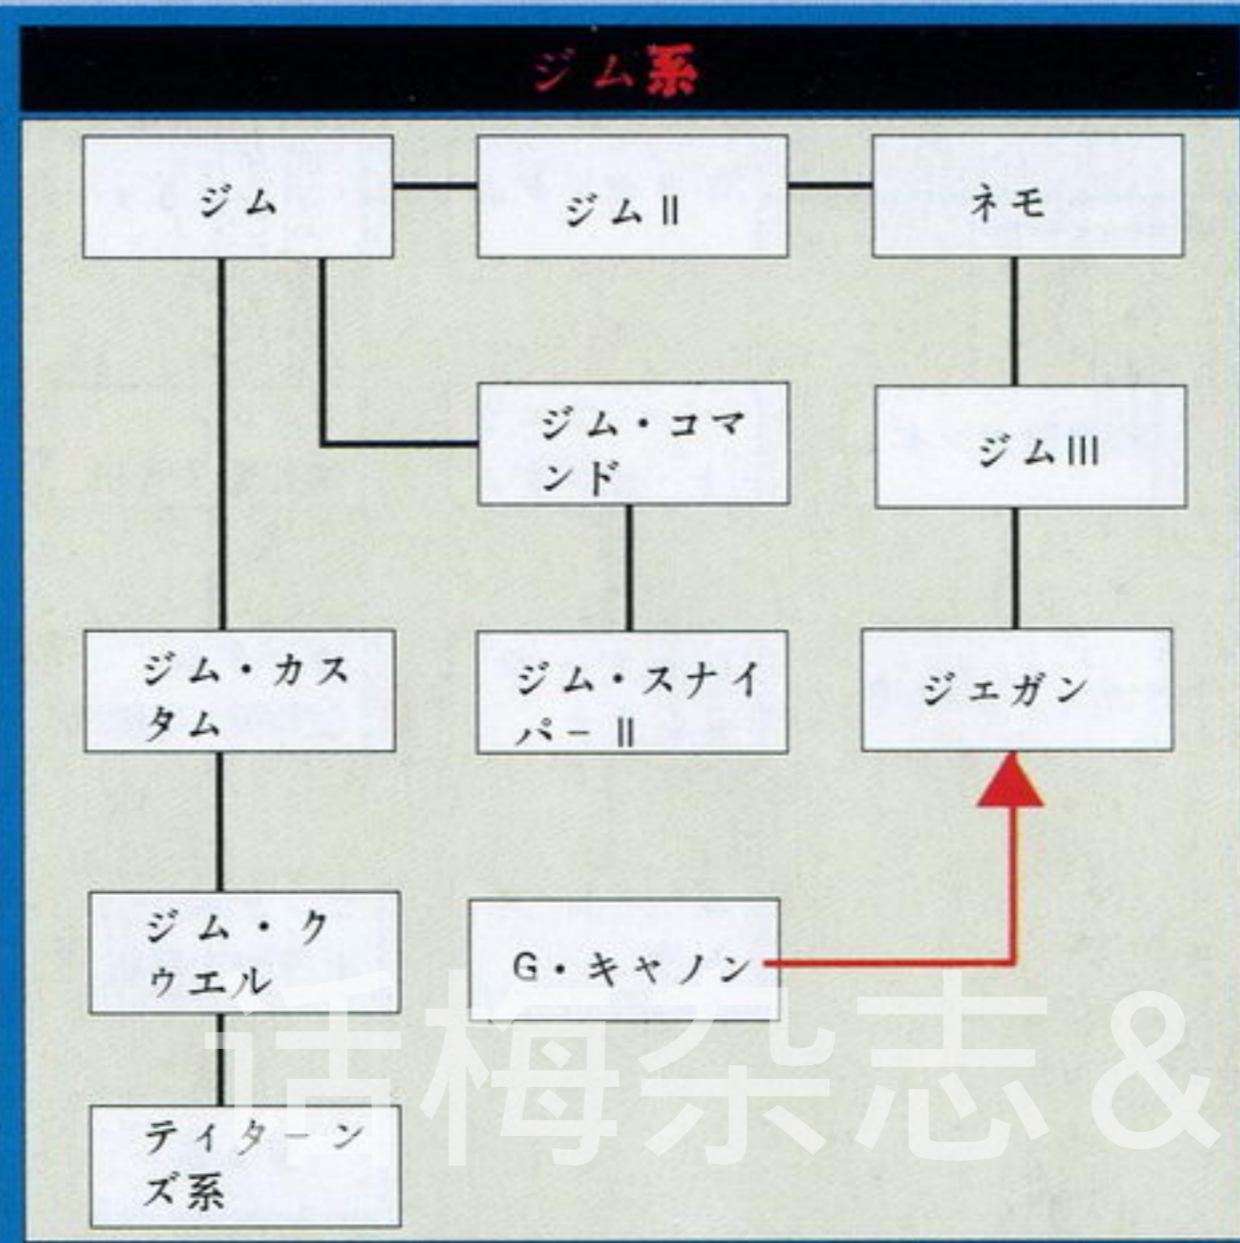 ジム系
ジム
ジムⅡ
ネモ
ジム・コマ
ンド
ジムIII
ジム・カス
タム
ジム・スナイ
パーⅡ
ジェガン
ジム・ク
ゥエル
G・キャノン
ティターン
ズ系
话梅杂志&